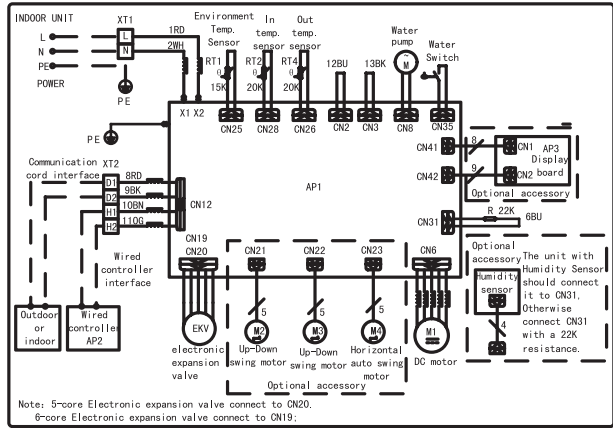 INDOOR UNIT
XT1
L
L
N
N
PE
POWER
PE
1RD
2WH
Environment
Temp.
Sensor
In
temp.
sensor
Out
temp.
sensor
Water
pump
Water
Switch
RT1
θ
15K
RT2
θ
20K
RT4
θ
20K
12BU
13BK
M
X1 X2
CN25
CN28
CN26
CN2
CN3
CN8
CN35
PE
AP1
CN41
8
CN1
AP3
Display
board
CN42
9
CN2
Optional accessory
CN31
R 22K
6BU
Communication
cord interface
XT2
D1
8RD
D2
9BK
H1
10BN
H2
11OG
CN12
Wired
controller
interface
Outdoor
or
indoor
Wired
controller
AP2
CN19
CN20
EKV
electronic
expansion
valve
CN21
5
M2
Up-Down
swing motor
CN22
5
M3
Up-Down
swing motor
CN23
5
M4
Horizontal
auto swing
motor
Optional accessory
CN6
M1
DC motor
Optional
accessory
Humidity
sensor
4
The unit with
Humidity Sensor
should connect
it to CN31,
Otherwise
connect CN31
with a 22K
resistance.
Note: 5-core Electronic expansion valve connect to CN20.
6-core Electronic expansion valve connect to CN19;